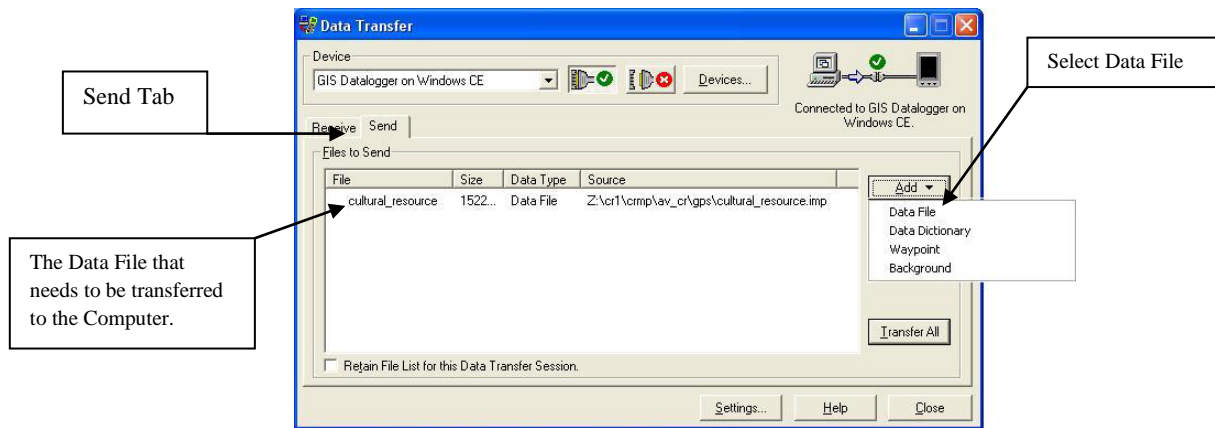 Data Transfer
Device
GIS Datalogger on Windows CE
Devices...
Connected to GIS Datalogger on
Windows CE.
Select Data File
Send Tab
Receive Send
Files to Send
File Size Data Type Source
cultural_resource 1522... Data File Z:\cr1\crmp\av_cr\gps\cultural_resource.imp
Add
Data File
Data Dictionary
Waypoint
Background
The Data File that
needs to be transferred
to the Computer.
Transfer All
Retain File List for this Data Transfer Session.
Settings... Help Close